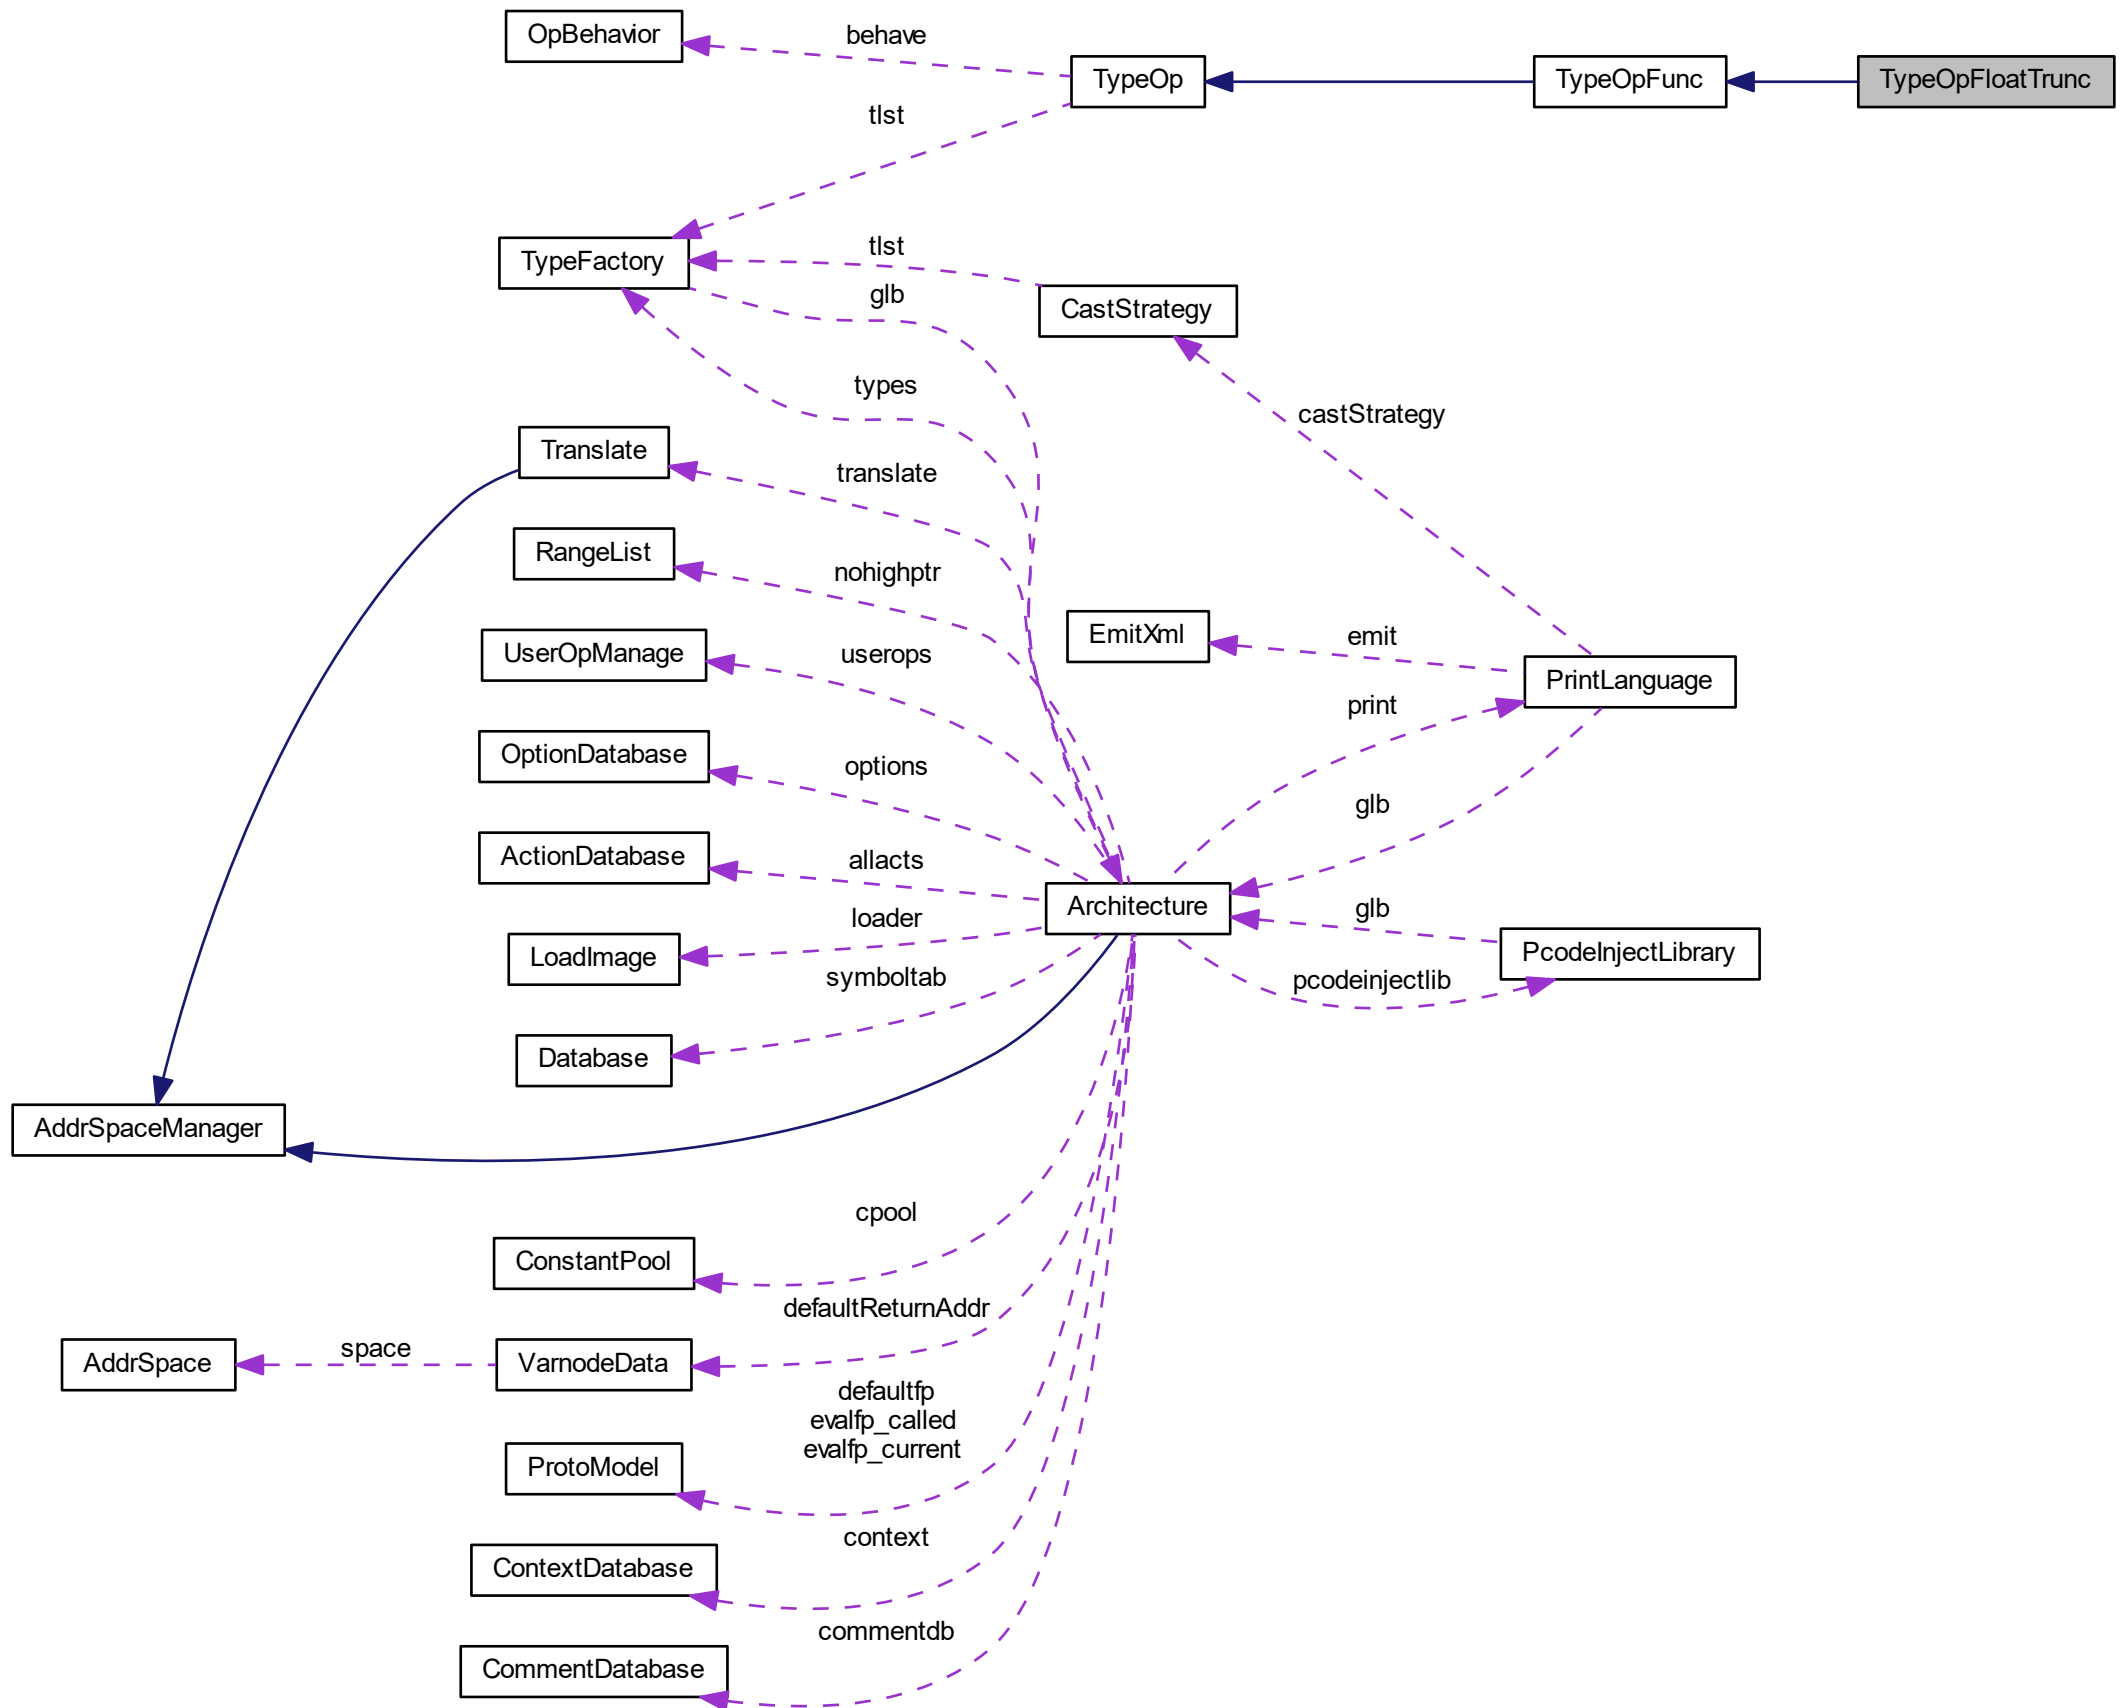 OpBehavior
behave
TypeOp
TypeOpFunc
TypeOpFloatTrunc
tlst
TypeFactory
tlst
glb
CastStrategy
types
castStrategy
Translate
translate
RangeList
nohighptr
UserOpManage
userops
EmitXml
emit
PrintLanguage
print
OptionDatabase
options
glb
ActionDatabase
allacts
Architecture
glb
LoadImage
loader
PcodeInjectLibrary
pcodeinjectlib
symboltab
Database
AddrSpaceManager
cpool
ConstantPool
defaultReturnAddr
AddrSpace
space
VarnodeData
defaultfp
evalfp_called
evalfp_current
ProtoModel
context
ContextDatabase
commentdb
CommentDatabase